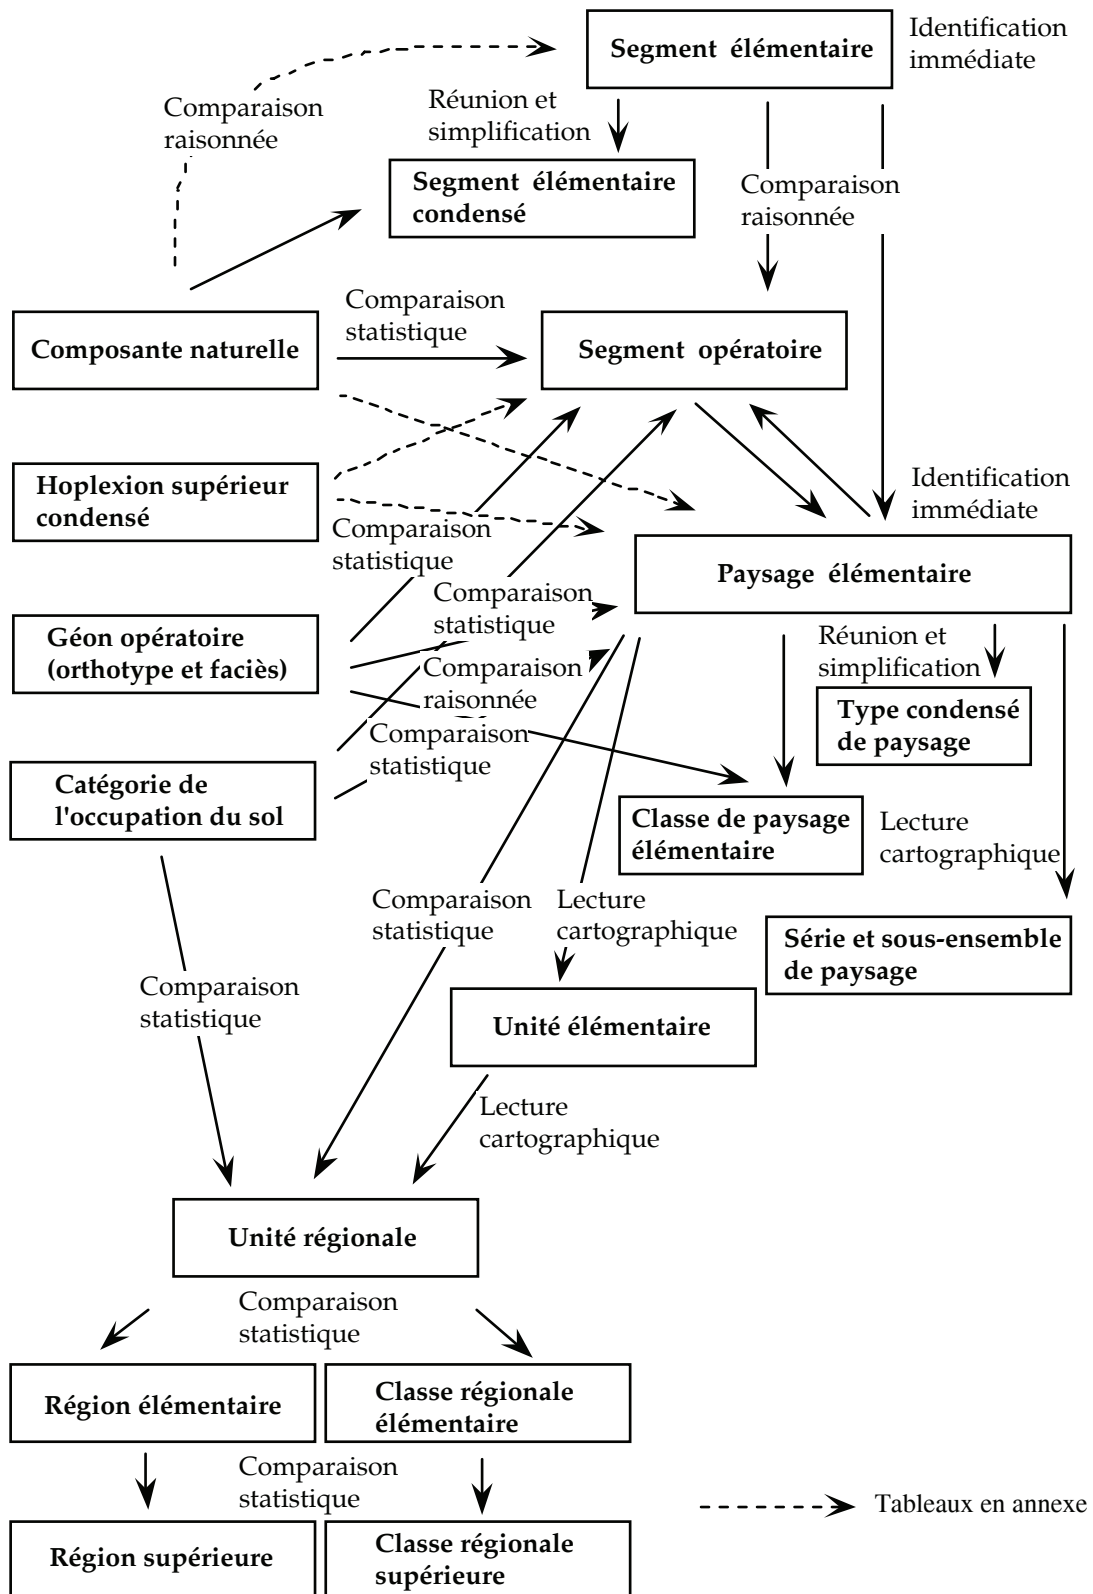 Segment élémentaire
Identification
immédiate
Comparaison
raisonnée
Réunion et
simplification
Segment élémentaire
condensé
Comparaison
raisonnée
Composante naturelle
Comparaison
statistique
Segment opératoire
Hoplexion supérieur
condensé
Identification
immédiate
Comparaison
statistique
Paysage élémentaire
Comparaison
statistique
Géon opératoire
(orthotype et faciès)
Réunion et
simplification
Comparaison
raisonnée
Type condensé
de paysage
Comparaison
statistique
Catégorie de
l'occupation du sol
Classe de paysage
élémentaire
Lecture
cartographique
Comparaison
statistique
Lecture
cartographique
Série et sous-ensemble
de paysage
Comparaison
statistique
Unité élémentaire
Lecture
cartographique
Unité régionale
Comparaison
statistique
Région élémentaire
Classe régionale
élémentaire
Comparaison
statistique
Tableaux en annexe
Région supérieure
Classe régionale
supérieure